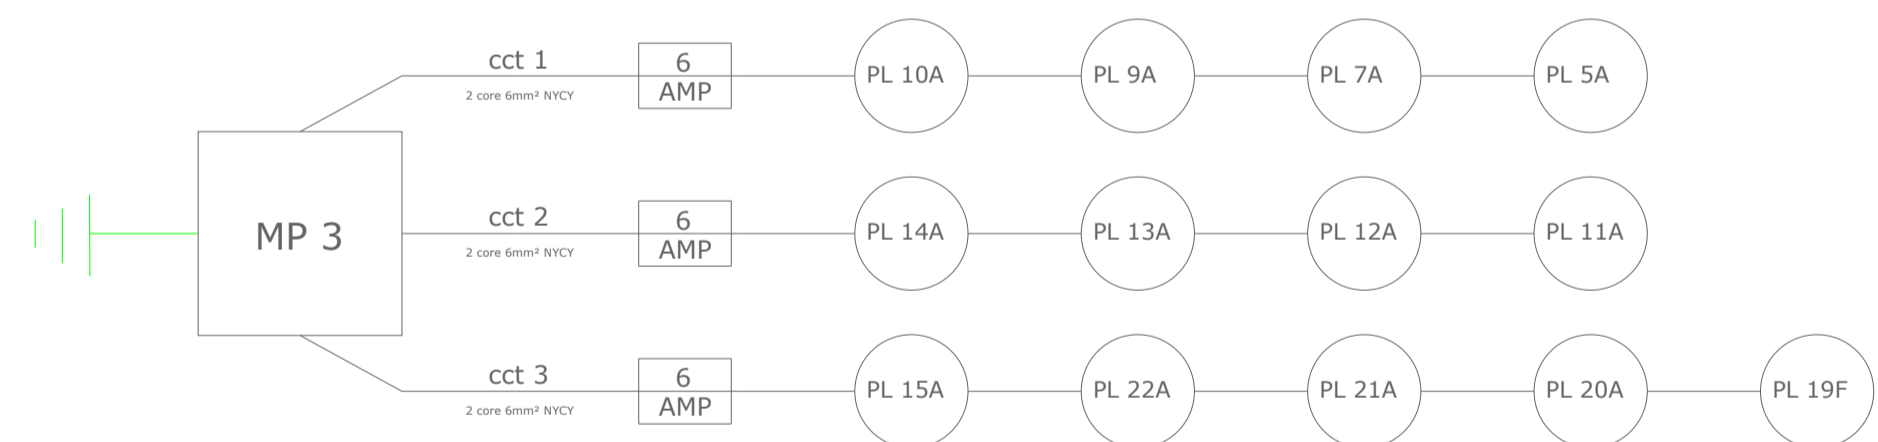 cct 1
2 core 6mm² NYCY
6
AMP
PL 10A
PL 9A
PL 7A
PL 5A
MP 3
cct 2
2 core 6mm² NYCY
6
AMP
PL 14A
PL 13A
PL 12A
PL 11A
cct 3
2 core 6mm² NYCY
6
AMP
PL 15A
PL 22A
PL 21A
PL 20A
PL 19F